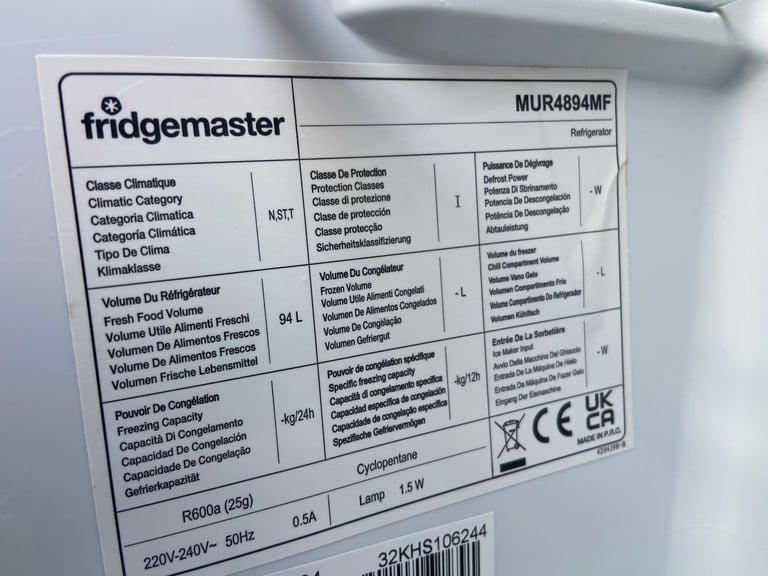 fridgemaster
MUR4894MF
Refrigerator
Classe Climatique
Climatic Category
Categoria Climatica
Categoría Climática
Tipo De Clima
Klimaklasse
N,ST,T
Classe De Protection
Protection Classes
Classe di protezione
Clase de protección
Classe protecção
Sicherheitsklassifizierung
I
Puissance De Dégivrage
Defrost Power
Potenza Di Sbrinamento
Potencia De Descongelación
Potência De Descongelação
Abtauleistung
- W
Volume Du Réfrigérateur
Fresh Food Volume
Volume Utile Alimenti Freschi
Volumen De Alimentos Frescos
Volume De Alimentos Frescos
Volumen Frische Lebensmittel
94 L
Volume Du Congélateur
Frozen Volume
Volume Utile Alimenti Congelati
Volumen De Alimentos Congelados
Volume De Congelação
Volumen Gefriergut
- L
Volume du freezer
Chill Compartment Volume
Volume Vano Gelo
Volumen Compartimento Frio
Volume Compartimento Do Refrigerador
Volumen Kühlfach
- L
Pouvoir De Congélation
Freezing Capacity
Capacità Di Congelamento
Capacidad De Congelación
Capacidade De Congelação
Gefrierkapazität
-kg/24h
Pouvoir de congélation spécifique
Specific freezing capacity
Capacità di congelamento specifica
Capacidad específica de congelación
Capacidade de congelação específica
Spezifische Gefriervermögen
-kg/12h
Entrée De La Sorbetière
Ice Maker Input
Avvio Della Macchina Del Ghiaccio
Entrada De La Máquina De Hielo
Entrada Da Máquina De Fazer Gelo
Eingang Der Eismaschine
- W
R600a (25g)
Cyclopentane
CE
UK
CA
MADE IN P.R.C.
220V-240V~ 50Hz
0.5A
Lamp 1.5 W
32KHS106244